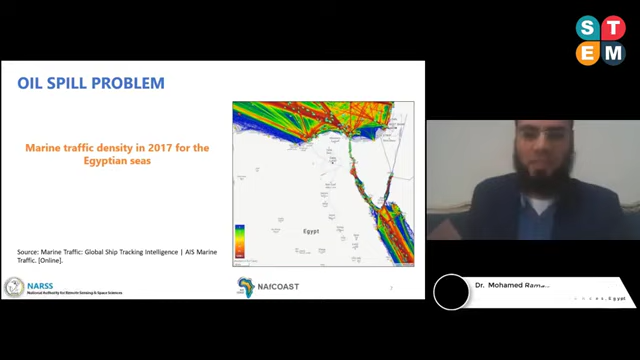 S T
E M
OIL SPILL PROBLEM
Marine traffic density in 2017 for the
Egyptian seas
Egypt
Source: Marine Traffic: Global Ship Tracking Intelligence | AIS Marine
Traffic. [Online].
NARSS
National Authority for Remote Sensing & Space Sciences
NAfCOAST
Dr. Mohamed
n c e s , E g y p t